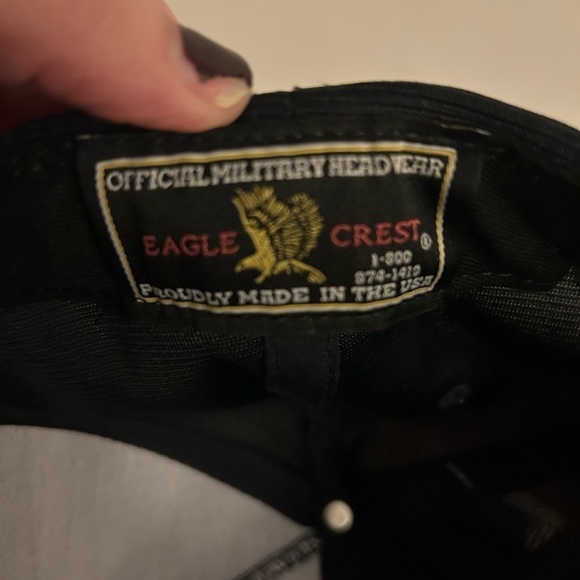 OFFICIAL MILITARY HEADWEAR
EAGLE CREST®
1-800
874-1410
PROUDLY MADE IN THE USA